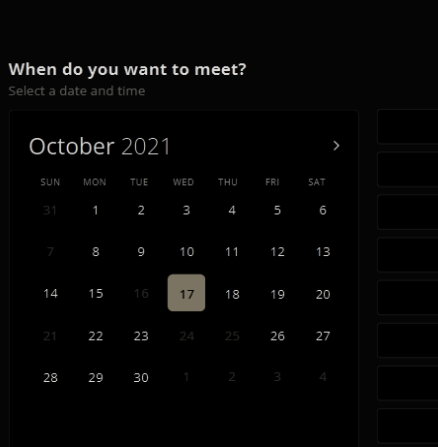 When do you want to meet?
Select a date and time
October 2021
SUN MON TUE WED THU FRI SAT
31 1 2 3 4 5 6
7 8 9 10 11 12 13
14 15 16 17 18 19 20
21 22 23 24 25 26 27
28 29 30 1 2 3 4